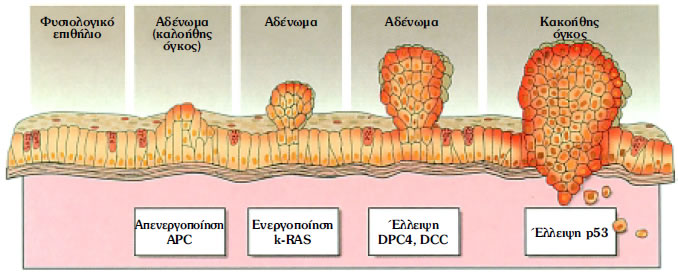 Φυσιολογικό
επιθήλιο
Αδένωμα
(καλοήθης
όγκος)
Αδένωμα
Αδένωμα
Κακοήθης
όγκος
Απενεργοποίηση
APC
Ενεργοποίηση
k-RAS
Έλλειψη
DPC4, DCC
Έλλειψη p53